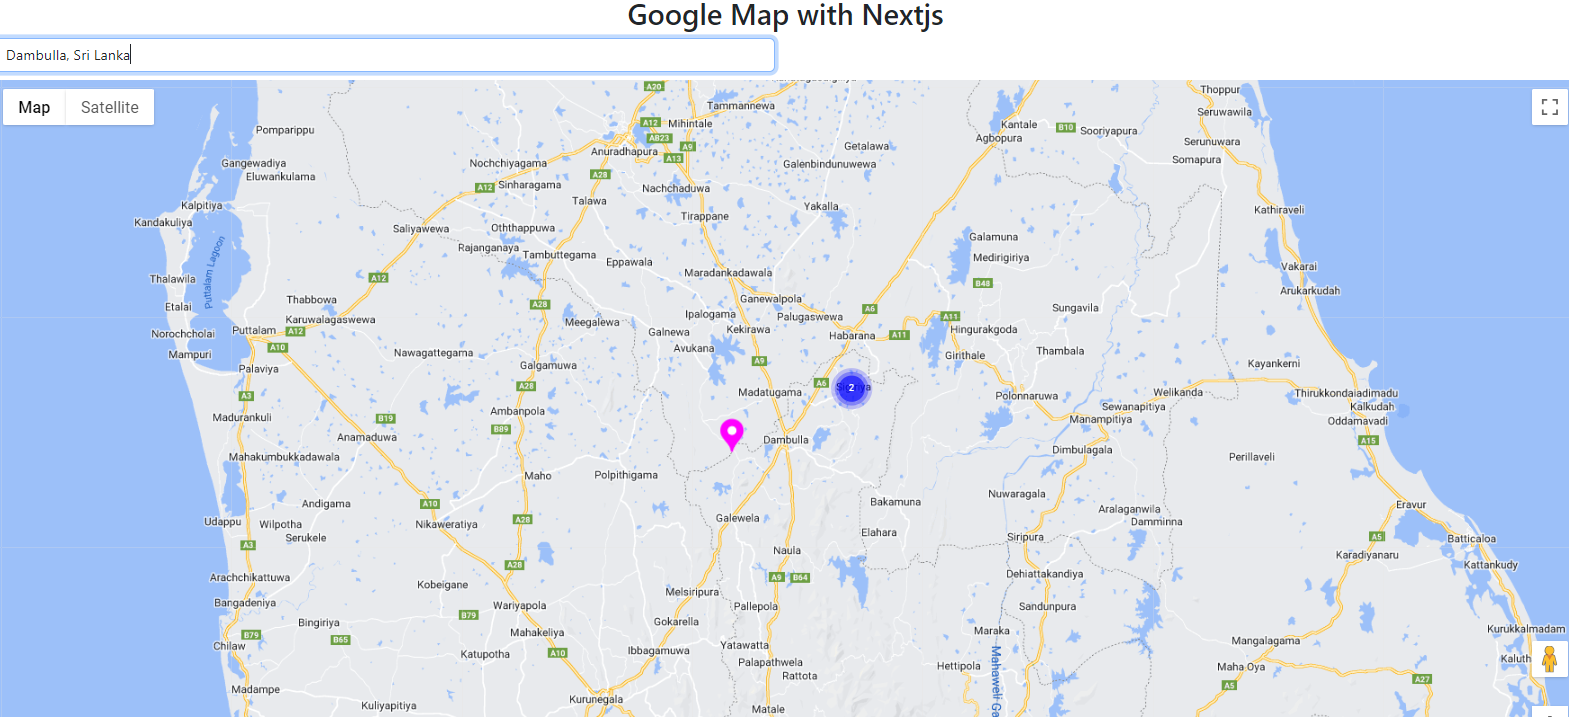 Google Map with Nextjs
Dambulla, Sri Lanka
Map Satellite
A20
Thoppur
Tammannewa
Seruwawila
Pomparippu
A12
Mihintale
Kantale
B10
Sooriyapura
AB23
Agbopura
Serunuwara
Anuradhapura
A9
Getalawa
A13
Somapura
Gangewadiya
Nochchiyagama
Galenbindunuwewa
Eluwankulama
A28
A12
Sinharagama
Nachchaduwa
Talawa
Kalpitiya
Yakalla
Kathiraveli
Kandakuliya
Tirappane
Saliyawewa
Oththappuwa
Galamuna
Rajanganaya
Tambuttegama
Medirigiriya
Eppawala
Vakarai
Puttalam Lagoon
Thalawila
A12
Maradankadawala
B48
Arukarkudah
Etalai
Thabbowa
A28
Ganewalpola
Ipalogama
Palugaswewa
A6
Sungavila
Norochcholai
Puttalam
A12
Karuwalagaswewa
Meegalewa
Galnewa
Kekirawa
Habarana
A11
A11
Hingurakgoda
A10
Mampuri
Nawagattegama
Avukana
Girithale
Thambala
Palaviya
Galgamuwa
A9
Kayankerni
A3
A28
Madatugama
A6
2
Polonnaruwa
Welikanda
Thirukkondaiadimadu
Ambanpola
Sewanapitiya
Kalkudah
Madurankuli
B19
Manampitiya
Oddamavadi
Anamaduwa
B89
Dambulla
A15
Mahakumbukkadawala
Dimbulagala
Perillaveli
Maho
Polpithigama
Nuwaragala
Andigama
A10
Bakamuna
Eravur
Udappu
Wilpotha
Nikaweratiya
A28
Galewela
Aralaganwila
Damminna
Serukele
Elahara
Siripura
A5
Batticaloa
A3
Naula
Karadiyanaru
A28
Kattankudy
Arachchikattuwa
Kobeigane
A9
B64
Dehiattakandiya
Melsiripura
Bangadeniya
Wariyapola
Pallepola
Sandunpura
B79
Bingiriya
Gokarella
Kurukkalmadam
B79
B65
Mahakeliya
Maraka
Mangalagama
Chilaw
Yatawatta
Katupotha
A10
Ibbagamuwa
Palapathwela
Hettipola
Maha Oya
Kaluth
Rattota
Mahaweli Ga
A27
Madampe
A5
Kurunegala
Kuliyapitiya
Matale